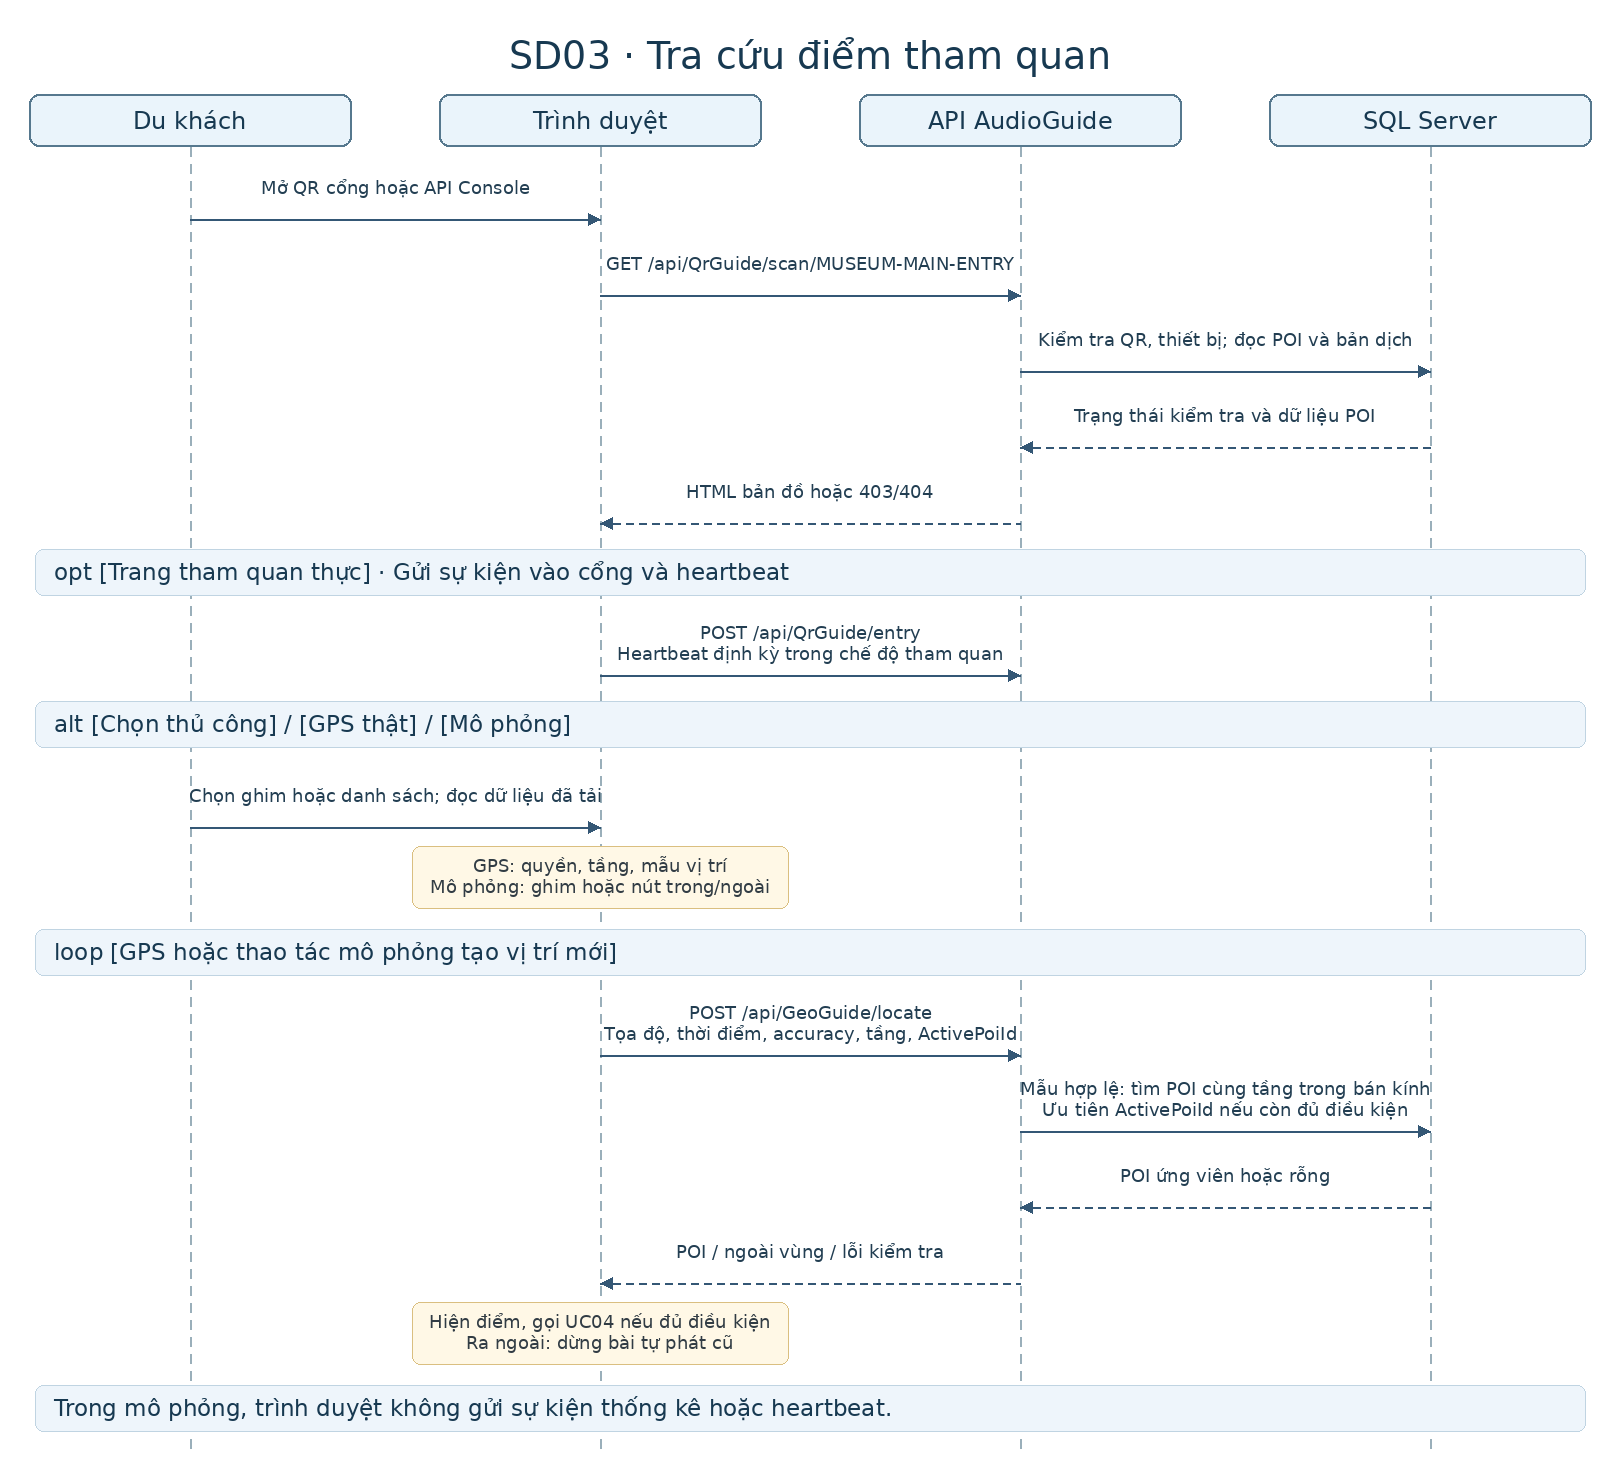 SD03 · Tra cứu điểm tham quan
Du khách
Trình duyệt
API AudioGuide
SQL Server
Mở QR cổng hoặc API Console
GET /api/QrGuide/scan/MUSEUM-MAIN-ENTRY
Kiểm tra QR, thiết bị; đọc POI và bản dịch
Trạng thái kiểm tra và dữ liệu POI
HTML bản đồ hoặc 403/404
opt [Trang tham quan thực] · Gửi sự kiện vào cổng và heartbeat
POST /api/QrGuide/entry
Heartbeat định kỳ trong chế độ tham quan
alt [Chọn thủ công] / [GPS thật] / [Mô phỏng]
Chọn ghim hoặc danh sách; đọc dữ liệu đã tải
GPS: quyền, tầng, mẫu vị trí
Mô phỏng: ghim hoặc nút trong/ngoài
loop [GPS hoặc thao tác mô phỏng tạo vị trí mới]
POST /api/GeoGuide/locate
Tọa độ, thời điểm, accuracy, tầng, ActivePoiId
Mẫu hợp lệ: tìm POI cùng tầng trong bán kính
Ưu tiên ActivePoiId nếu còn đủ điều kiện
POI ứng viên hoặc rỗng
POI / ngoài vùng / lỗi kiểm tra
Hiện điểm, gọi UC04 nếu đủ điều kiện
Ra ngoài: dừng bài tự phát cũ
Trong mô phỏng, trình duyệt không gửi sự kiện thống kê hoặc heartbeat.